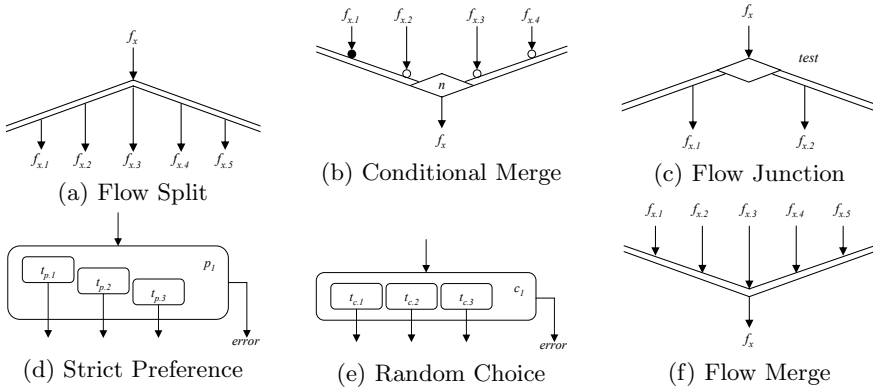 f_x
f_x.1 f_x.2 f_x.3 f_x.4 f_x.5
(a) Flow Split
f_x.1 f_x.2 f_x.3 f_x.4
n
f_x
(b) Conditional Merge
f_x
test
f_x.1 f_x.2
(c) Flow Junction
t_p.1 t_p.2 t_p.3 p_1
error
(d) Strict Preference
t_c.1 t_c.2 t_c.3 c_1
error
(e) Random Choice
f_x.1 f_x.2 f_x.3 f_x.4 f_x.5
f_x
(f) Flow Merge